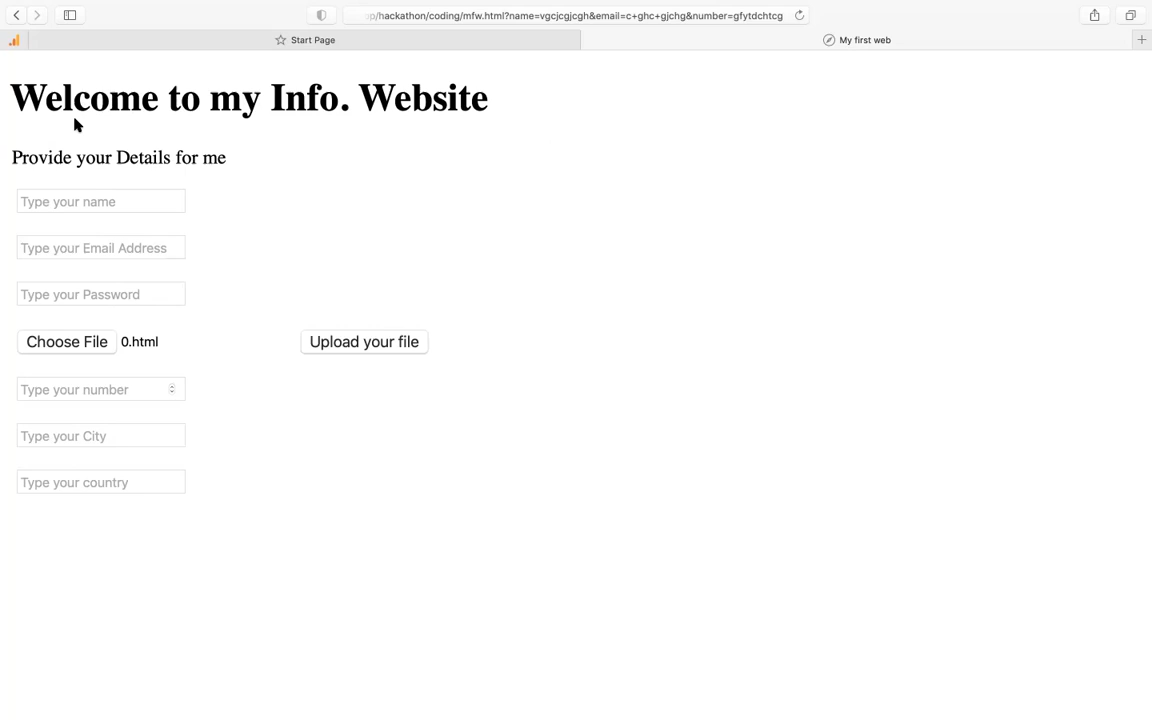 op/hackathon/coding/mfw.html?name=vgcjcgjcgh&email=c+ghc+gjchg&number=gfytdchtcg
Start Page
My first web
Welcome to my Info. Website
Provide your Details for me
Type your name
Type your Email Address
Type your Password
Choose File 0.html Upload your file
Type your number
Type your City
Type your country